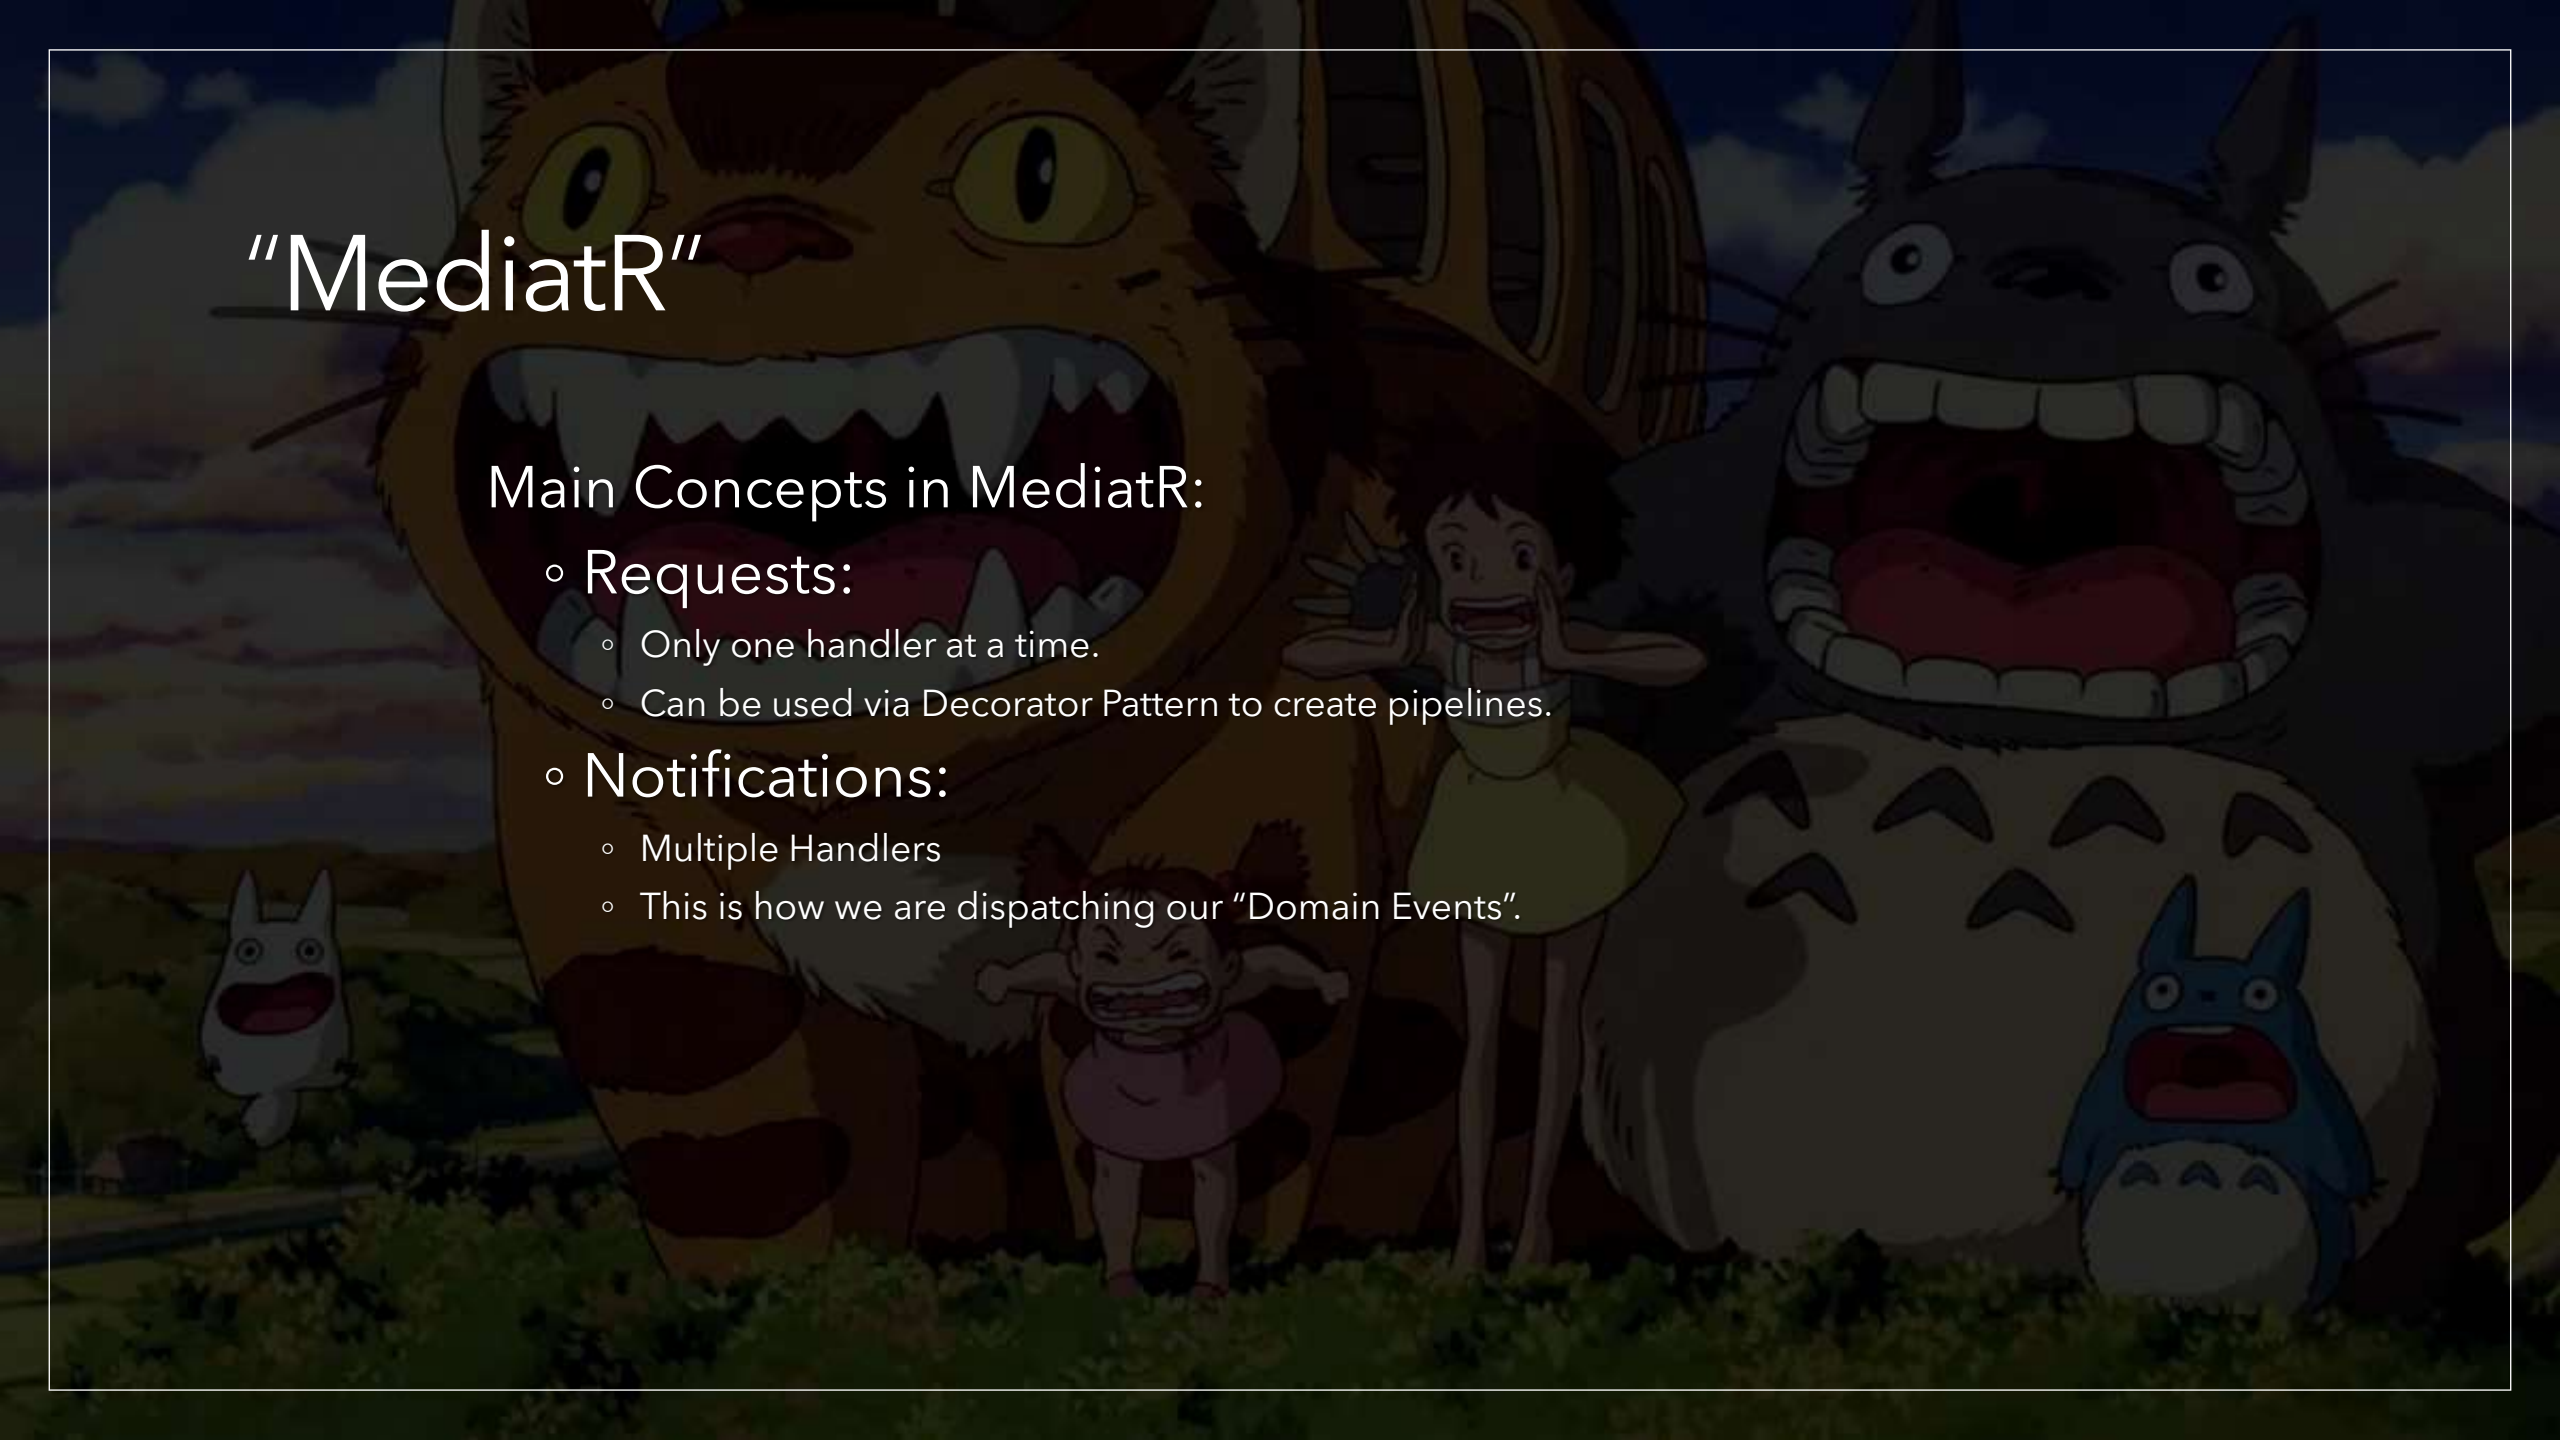 “MediatR”
Main Concepts in MediatR:
◦ Requests:
◦ Only one handler at a time.
◦ Can be used via Decorator Pattern to create pipelines.
◦ Notifications:
◦ Multiple Handlers
◦ This is how we are dispatching our “Domain Events”.